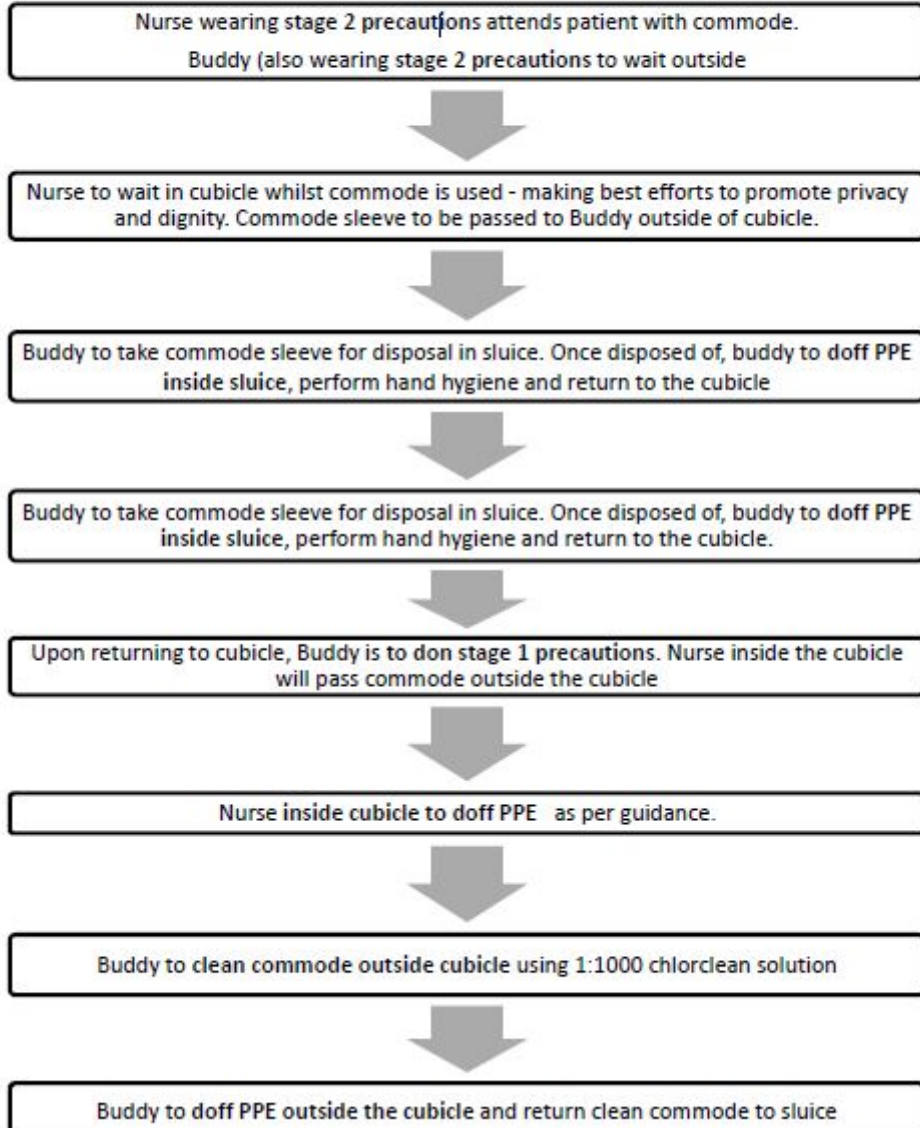 Nurse wearing stage 2 precautions attends patient with commode.
Buddy (also wearing stage 2 precautions to wait outside
Nurse to wait in cubicle whilst commode is used - making best efforts to promote privacy
and dignity. Commode sleeve to be passed to Buddy outside of cubicle.
Buddy to take commode sleeve for disposal in sluice. Once disposed of, buddy to doff PPE
inside sluice, perform hand hygiene and return to the cubicle
Buddy to take commode sleeve for disposal in sluice. Once disposed of, buddy to doff PPE
inside sluice, perform hand hygiene and return to the cubicle.
Upon returning to cubicle, Buddy is to don stage 1 precautions. Nurse inside the cubicle
will pass commode outside the cubicle
Nurse inside cubicle to doff PPE as per guidance.
Buddy to clean commode outside cubicle using 1:1000 chlorclean solution
Buddy to doff PPE outside the cubicle and return clean commode to sluice